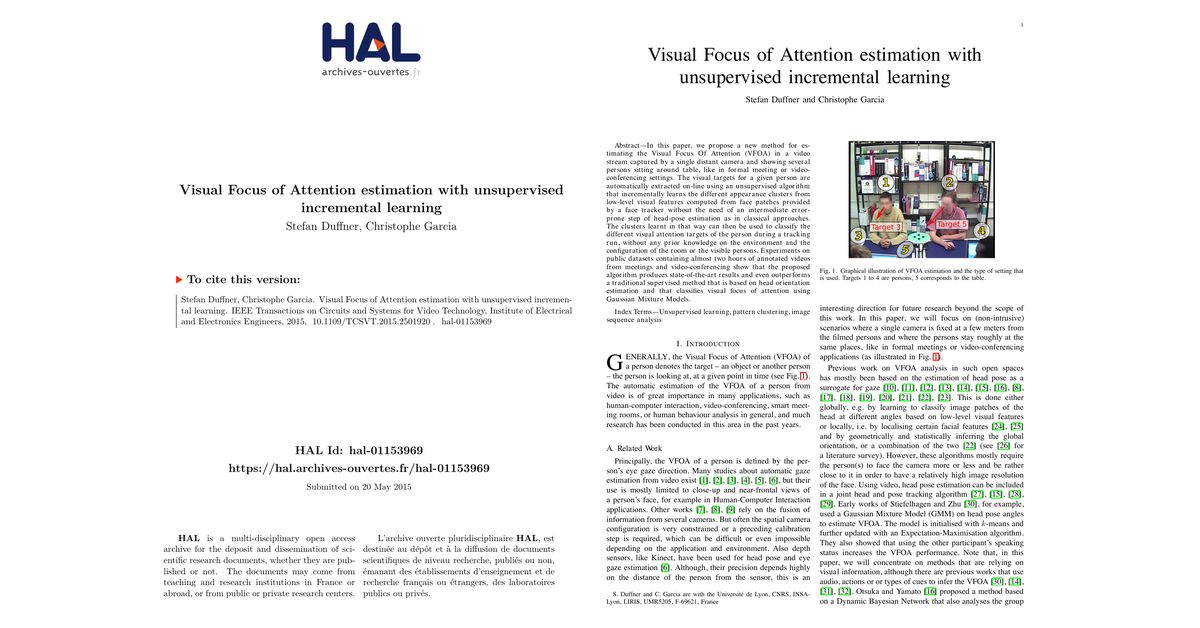 HAL
archives-ouvertes.fr
Visual Focus of Attention estimation with unsupervised
incremental learning
Stefan Duffner, Christophe Garcia
To cite this version:
Stefan Duffner, Christophe Garcia. Visual Focus of Attention estimation with unsupervised incremen-
tal learning. IEEE Transactions on Circuits and Systems for Video Technology, Institute of Electrical
and Electronics Engineers, 2015, 10.1109/TCSVT.2015.2501920 . hal-01153969
HAL Id: hal-01153969
https://hal.archives-ouvertes.fr/hal-01153969
Submitted on 20 May 2015
HAL is a multi-disciplinary open access
archive for the deposit and dissemination of sci-
entific research documents, whether they are pub-
lished or not. The documents may come from
teaching and research institutions in France or
abroad, or from public or private research centers.
L'archive ouverte pluridisciplinaire HAL, est
destinée au dépôt et à la diffusion de documents
scientifiques de niveau recherche, publiés ou non,
émanant des établissements d'enseignement et de
recherche français ou étrangers, des laboratoires
publics ou privés.
1
Visual Focus of Attention estimation with
unsupervised incremental learning
Stefan Duffner and Christophe Garcia
Abstract—In this paper, we propose a new method for es-
timating the Visual Focus Of Attention (VFOA) in a video
stream captured by a single distant camera and showing several
persons sitting around table, like in formal meeting or video-
conferencing settings. The visual targets for a given person are
automatically extracted on-line using an unsupervised algorithm
that incrementally learns the different appearance clusters from
low-level visual features computed from face patches provided
by a face tracker without the need of an intermediate error-
prone step of head-pose estimation as in classical approaches.
The clusters learnt in that way can then be used to classify the
different visual attention targets of the person during a tracking
run, without any prior knowledge on the environment and the
configuration of the room or the visible persons. Experiments on
public datasets containing almost two hours of annotated videos
from meetings and video-conferencing show that the proposed
algorithm produces state-of-the-art results and even outperforms
a traditional supervised method that is based on head orientation
estimation and that classifies visual focus of attention using
Gaussian Mixture Models.
Index Terms—Unsupervised learning, pattern clustering, image
sequence analysis
I. INTRODUCTION
GENERALLY, the Visual Focus of Attention (VFOA) of
a person denotes the target – an object or another person
– the person is looking at, at a given point in time (see Fig. 1).
The automatic estimation of the VFOA of a person from
video is of great importance in many applications, such as
human-computer interaction, video-conferencing, smart meet-
ing rooms, or human behaviour analysis in general, and much
research has been conducted in this area in the past years.
A. Related Work
Principally, the VFOA of a person is defined by the per-
son's eye gaze direction. Many studies about automatic gaze
estimation from video exist [1], [2], [3], [4], [5], [6], but their
use is mostly limited to close-up and near-frontal views of
a person's face, for example in Human-Computer Interaction
applications. Other works [7], [8], [9] rely on the fusion of
information from several cameras. But often the spatial camera
configuration is very constrained or a preceding calibration
step is required, which can be difficult or even impossible
depending on the application and environment. Also depth
sensors, like Kinect, have been used for head pose and eye
gaze estimation [6]. Although, their precision depends highly
on the distance of the person from the sensor, this is an
S. Duffner and C. Garcia are with the Université de Lyon, CNRS, INSA-
Lyon, LIRIS, UMR5205, F-69621, France
1
2
3
Target 3
Target 5
4
5
Fig. 1. Graphical illustration of VFOA estimation and the type of setting that
is used. Targets 1 to 4 are persons, 5 corresponds to the table.
interesting direction for future research beyond the scope of
this work. In this paper, we will focus on (non-intrusive)
scenarios where a single camera is fixed at a few meters from
the filmed persons and where the persons stay roughly at the
same places, like in formal meetings or video-conferencing
applications (as illustrated in Fig. 1).
Previous work on VFOA analysis in such open spaces
has mostly been based on the estimation of head pose as a
surrogate for gaze [10], [11], [12], [13], [14], [15], [16], [8],
[17], [18], [19], [20], [21], [22], [23]. This is done either
globally, e.g. by learning to classify image patches of the
head at different angles based on low-level visual features
or locally, i.e. by localising certain facial features [24], [25]
and by geometrically and statistically inferring the global
orientation, or a combination of the two [22] (see [26] for
a literature survey). However, these algorithms mostly require
the person(s) to face the camera more or less and be rather
close to it in order to have a relatively high image resolution
of the face. Using video, head pose estimation can be included
in a joint head and pose tracking algorithm [27], [15], [28],
[29]. Early works of Stiefelhagen and Zhu [30], for example,
used a Gaussian Mixture Model (GMM) on head pose angles
to estimate VFOA. The model is initialised with k-means and
further updated with an Expectation-Maximisation algorithm.
They also showed that using the other participant's speaking
status increases the VFOA performance. Note that, in this
paper, we will concentrate on methods that are relying on
visual information, although there are previous works that use
audio, actions or or types of cues to infer the VFOA [30], [14],
[31], [32]. Otsuka and Yamato [16] proposed a method based
on a Dynamic Bayesian Network that also analyses the group